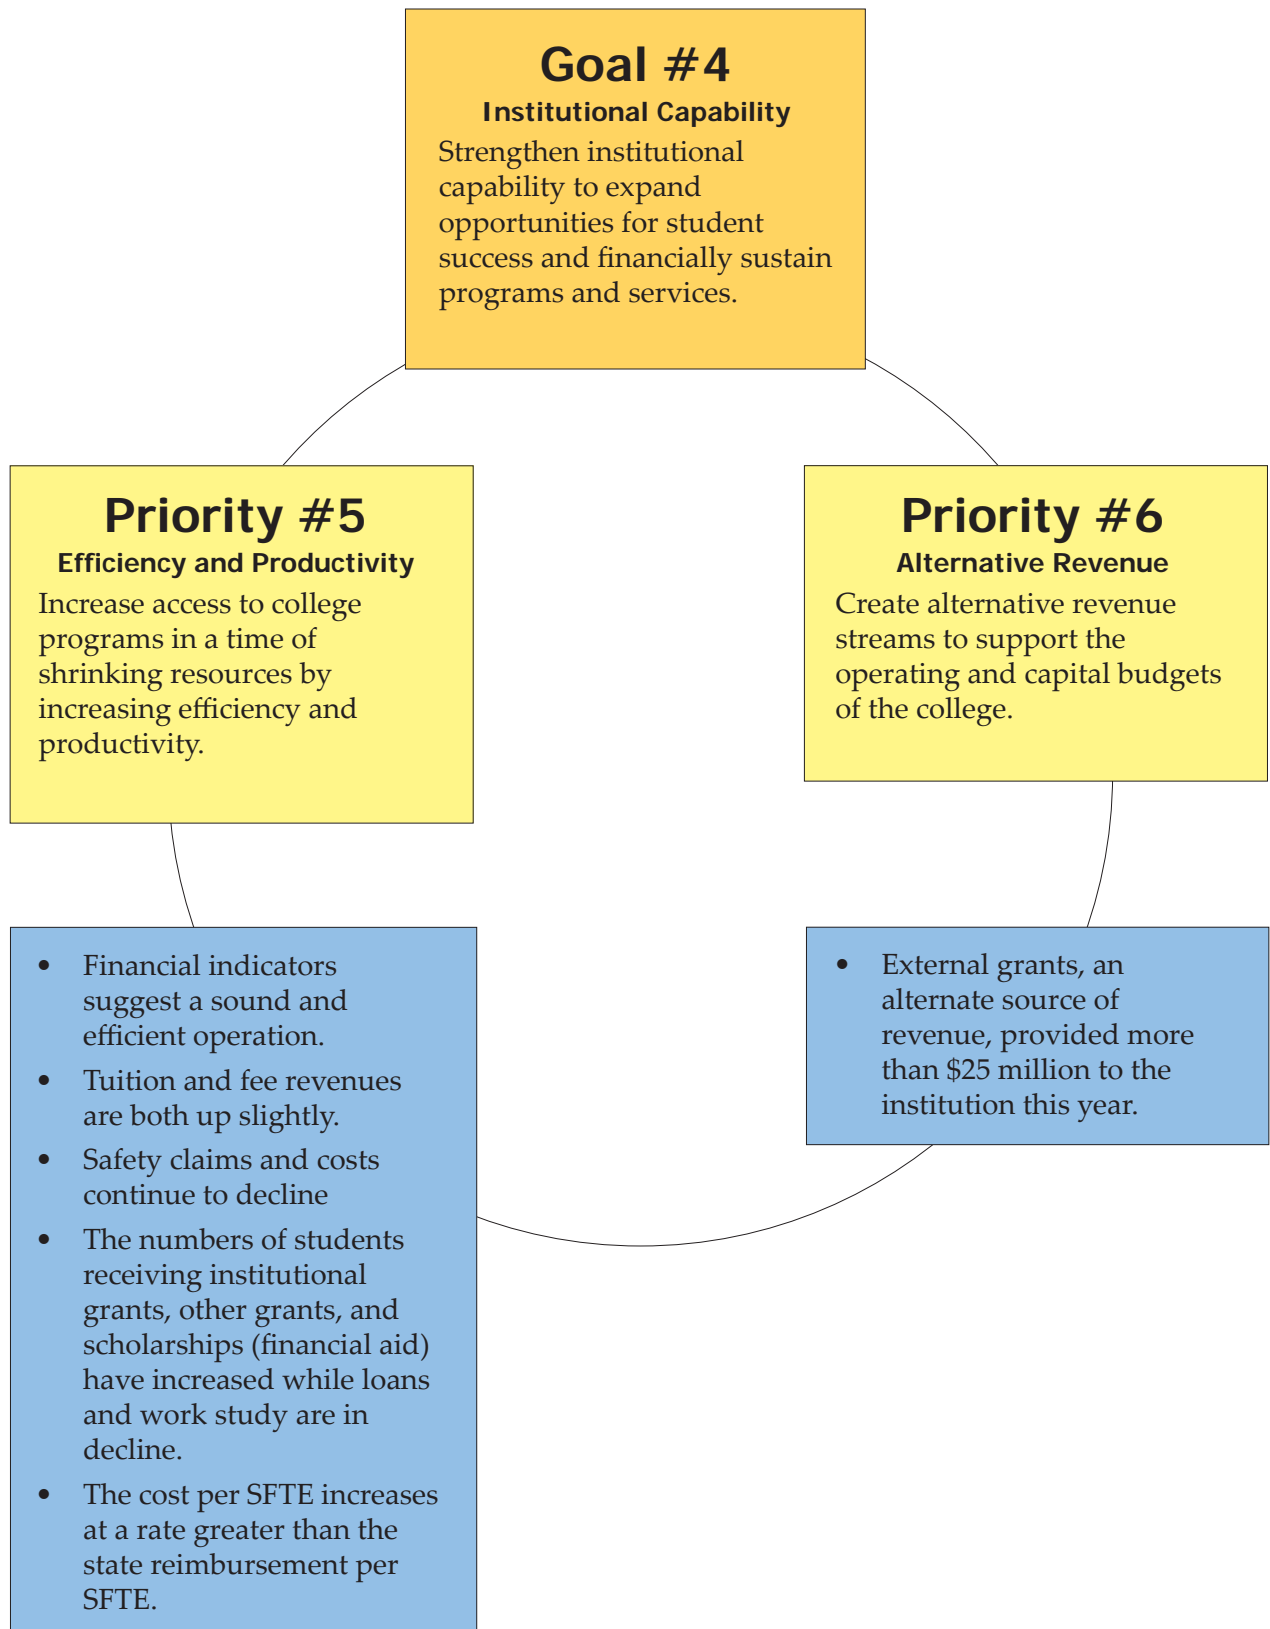 Goal #4
Institutional Capability
Strengthen institutional
capability to expand
opportunities for student
success and financially sustain
programs and services.
Priority #5
Efficiency and Productivity
Increase access to college
programs in a time of
shrinking resources by
increasing efficiency and
productivity.
Priority #6
Alternative Revenue
Create alternative revenue
streams to support the
operating and capital budgets
of the college.
• Financial indicators
suggest a sound and
efficient operation.
• Tuition and fee revenues
are both up slightly.
• Safety claims and costs
continue to decline
• The numbers of students
receiving institutional
grants, other grants, and
scholarships (financial aid)
have increased while loans
and work study are in
decline.
• The cost per SFTE increases
at a rate greater than the
state reimbursement per
SFTE.
• External grants, an
alternate source of
revenue, provided more
than $25 million to the
institution this year.